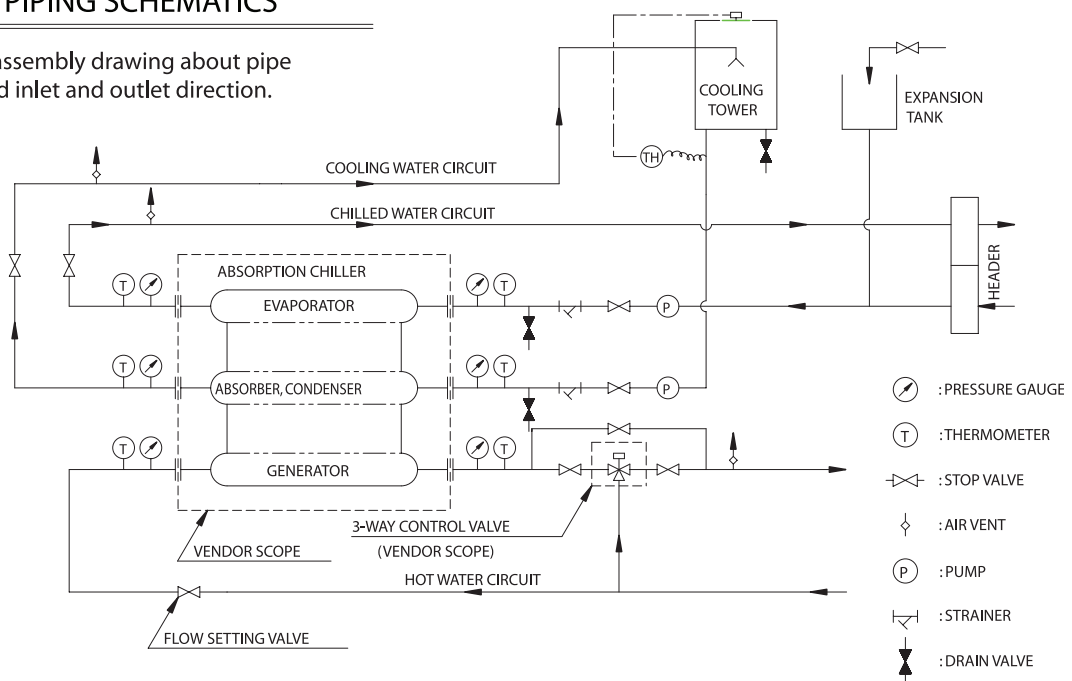 PIPING SCHEMATICS
assembly drawing about pipe
d inlet and outlet direction.
COOLING
TOWER
EXPANSION
TANK
TH
COOLING WATER CIRCUIT
CHILLED WATER CIRCUIT
HEADER
ABSORPTION CHILLER
T
T
EVAPORATOR
P
T
T
ABSORBER, CONDENSER
P
T
T
GENERATOR
3-WAY CONTROL VALVE
(VENDOR SCOPE)
VENDOR SCOPE
HOT WATER CIRCUIT
FLOW SETTING VALVE
: PRESSURE GAUGE
T : THERMOMETER
: STOP VALVE
: AIR VENT
P : PUMP
: STRAINER
: DRAIN VALVE